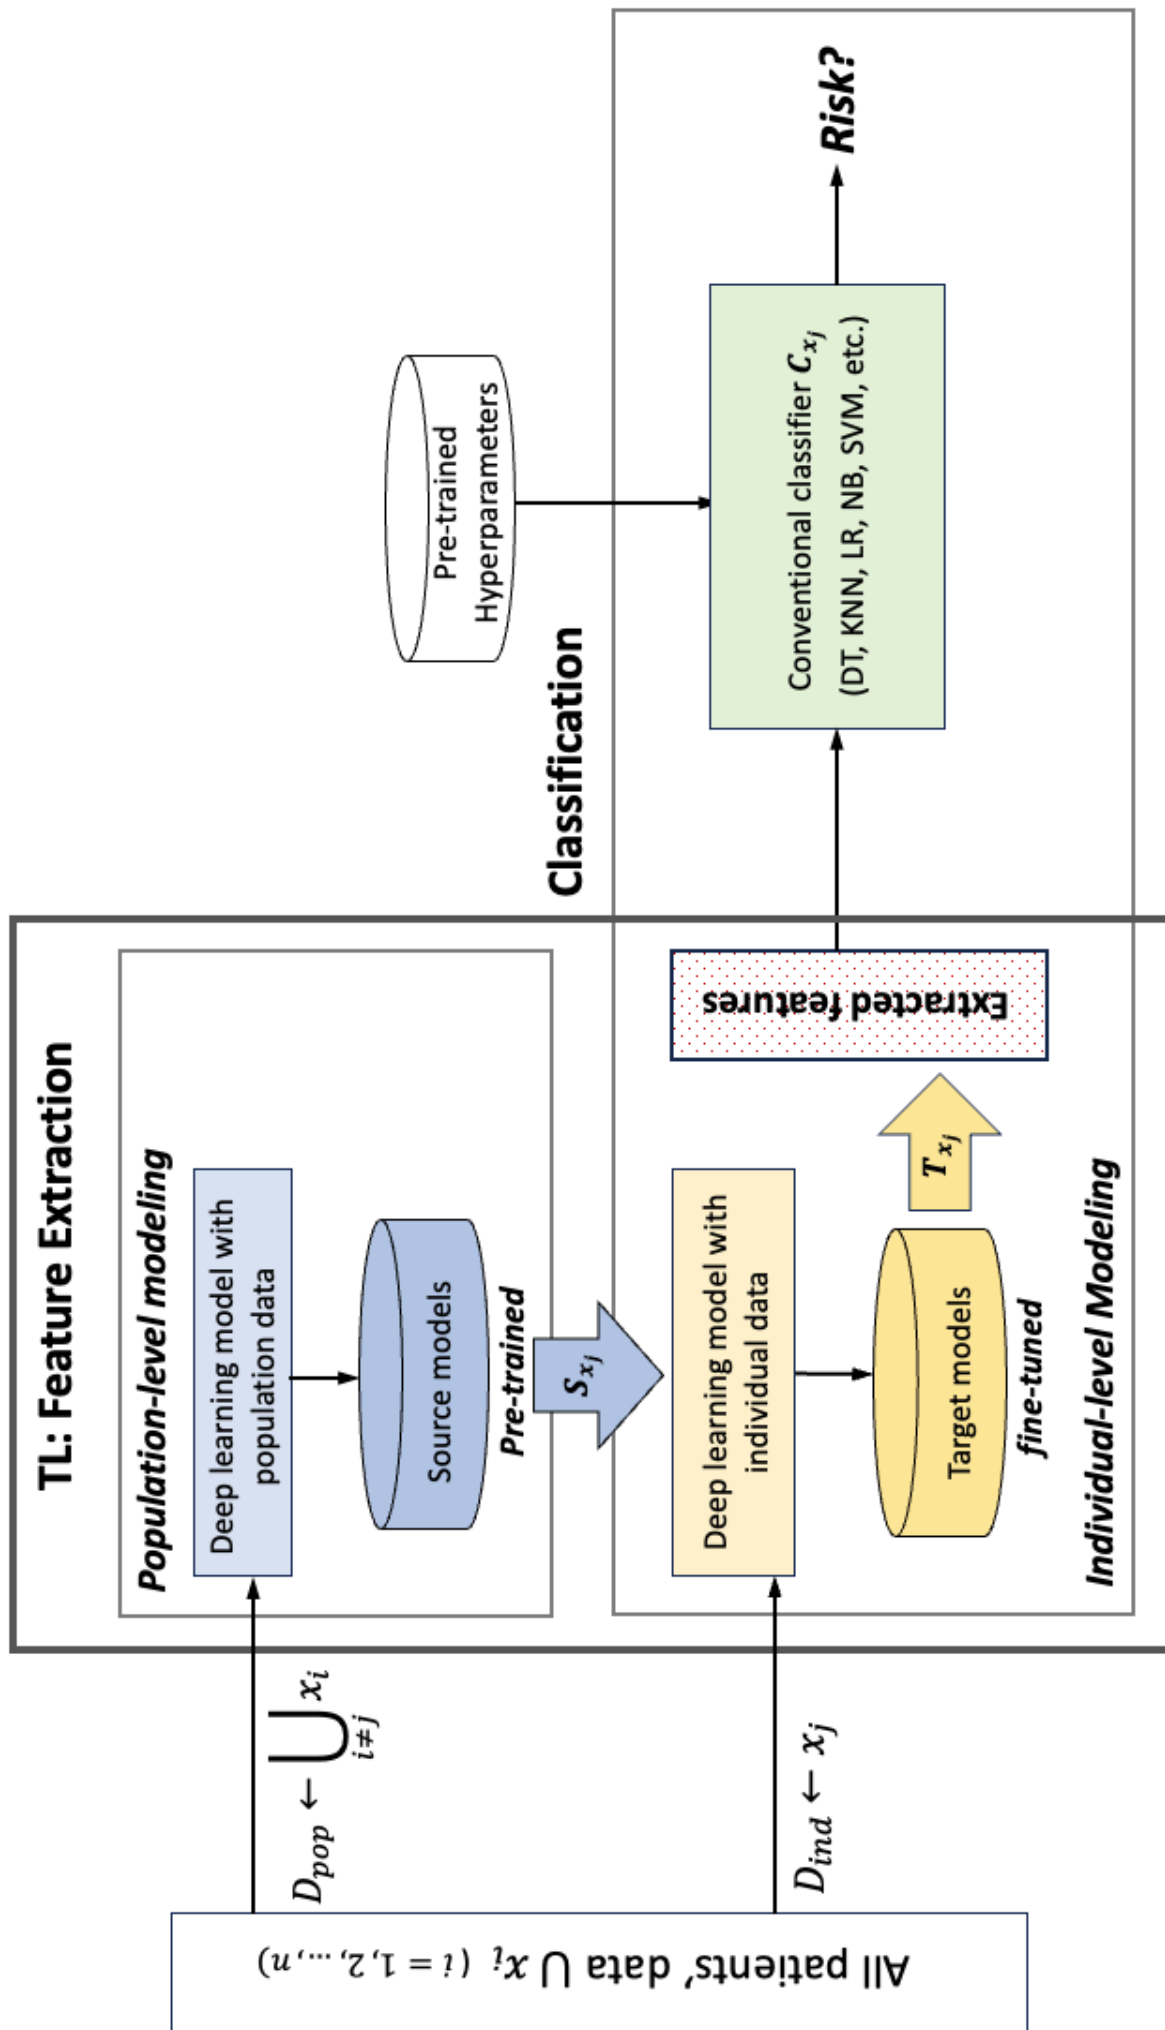 TL: Feature Extraction
Population-level modeling
Deep learning model with
population data
Source models
Pre-trained
S_{x_j}
All patients' data ⋃ x_i ( i = 1, 2, ..., n)
D_{pop} ← ⋃_{i≠j} x_i
D_{ind} ← x_j
Deep learning model with
individual data
Target models
fine-tuned
T_{x_j}
Individual-level Modeling
Extracted features
Classification
Pre-trained
Hyperparameters
Conventional classifier C_{x_j}
(DT, KNN, LR, NB, SVM, etc.)
Risk?